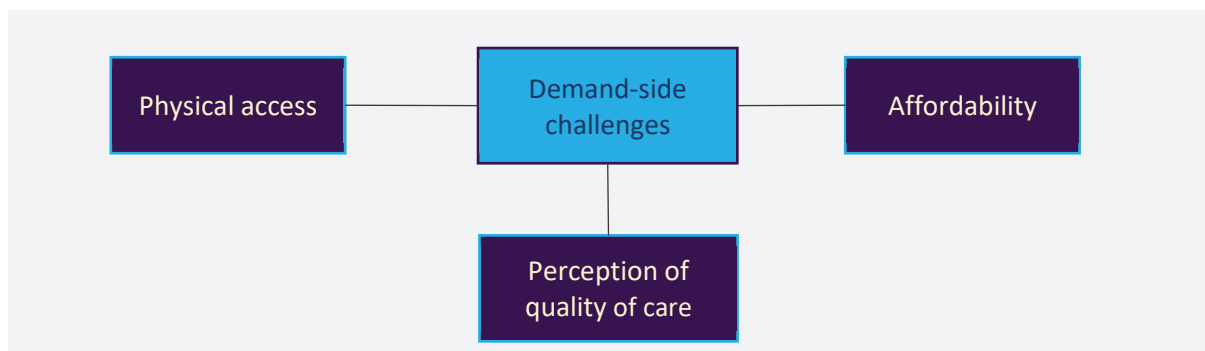 Physical access
Demand-side
challenges
Affordability
Perception of
quality of care